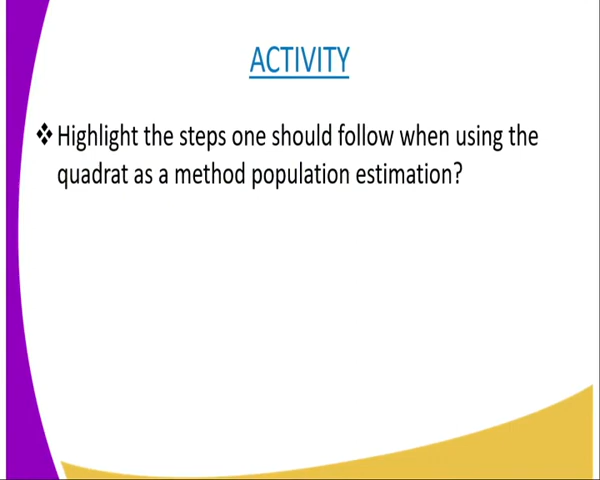 ACTIVITY
❖Highlight the steps one should follow when using the
quadrat as a method population estimation?